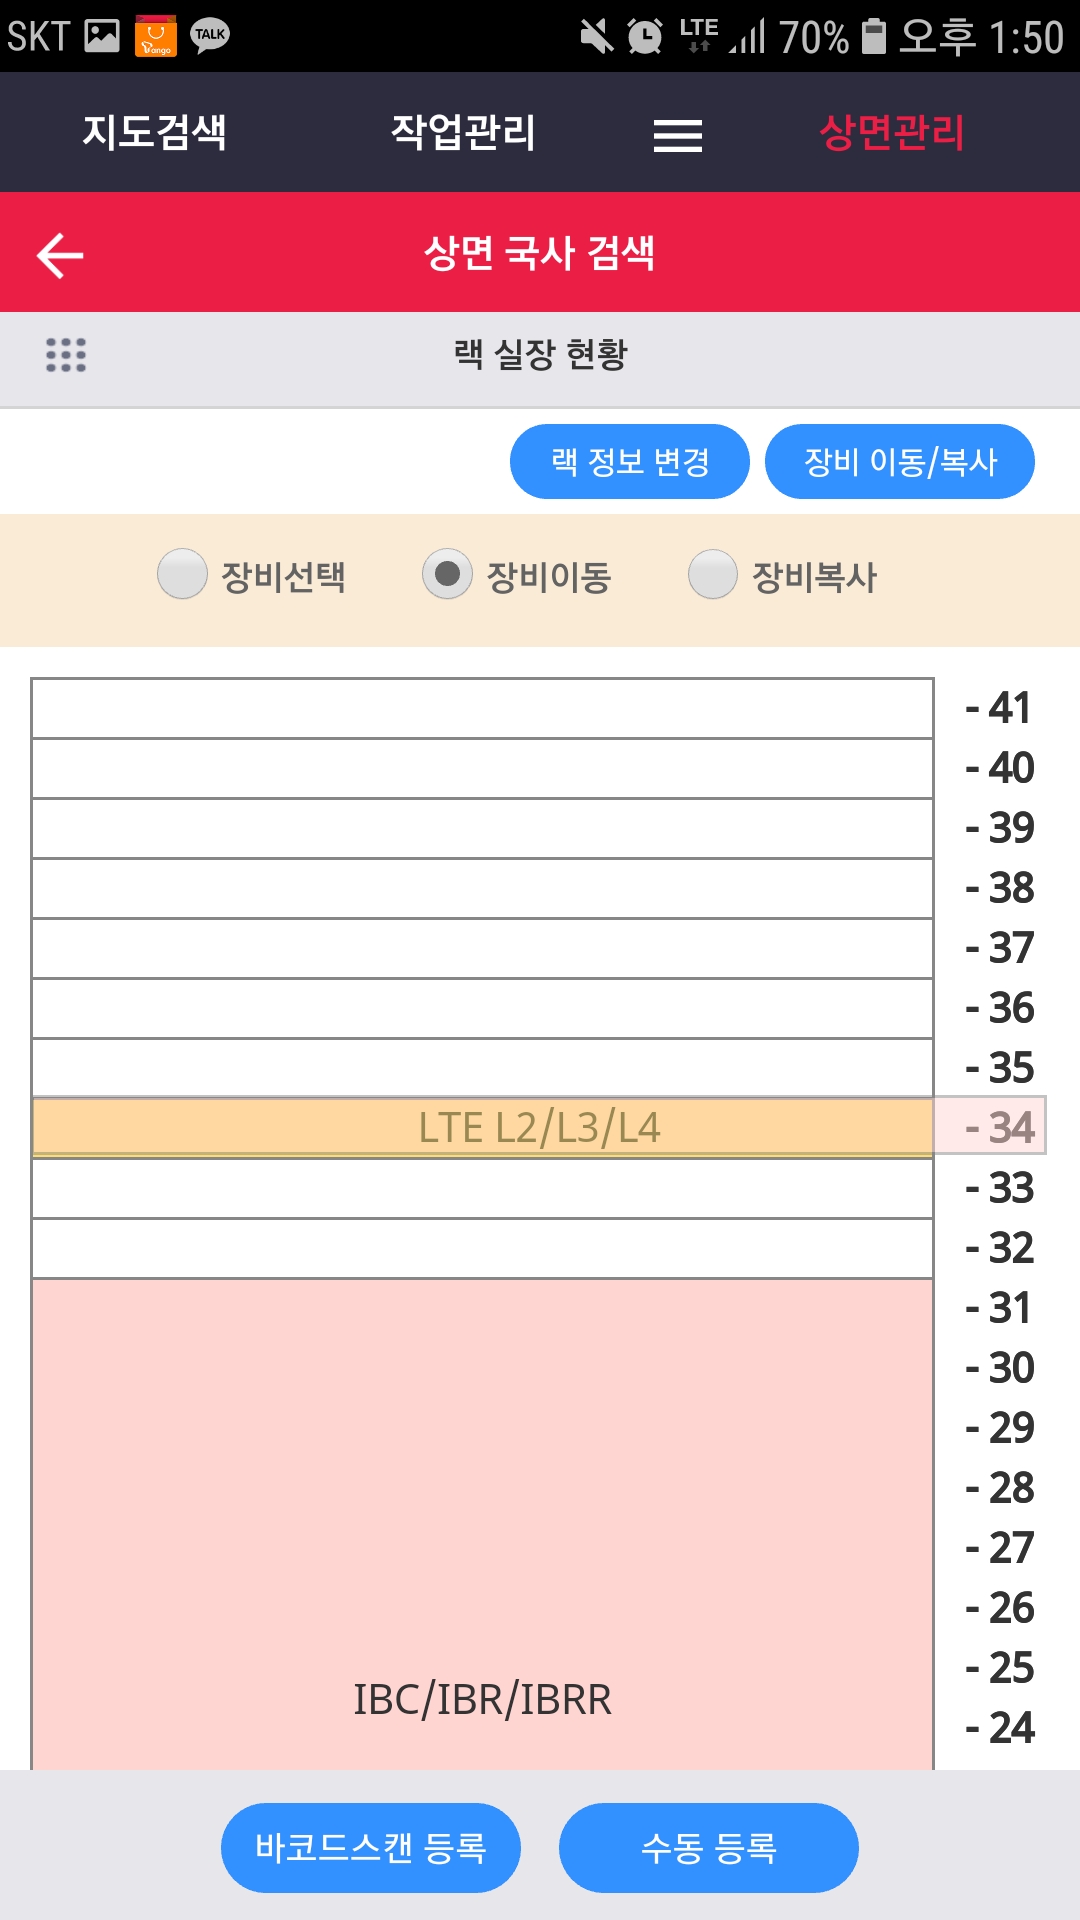 SKT TALK LTE 70% 오후 1:50
Tango
지도검색 작업관리 상면관리
상면 국사 검색
랙 실장 현황
랙 정보 변경 장비 이동/복사
장비선택 장비이동 장비복사
- 41
- 40
- 39
- 38
- 37
- 36
- 35
LTE L2/L3/L4 - 34
- 33
- 32
- 31
- 30
- 29
- 28
- 27
- 26
- 25
IBC/IBR/IBRR
- 24
바코드스캔 등록 수동 등록